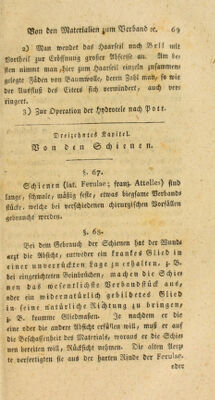 Von den Materialien zum Verband ꝛc. 69
2) Man wendet das Haarseil nach Bell mit
Vortheil zur Eröffnung großer Abscesse an. Am be-
sten nimmt man hier zum Haarseil einzeln zusammen
gelegte Fäden von Baumwolle, deren Zahl man, so wie
der Ausfluß des Eiters sich vermindert, auch ver-
ringert.
3) Zur Operation der Hydrocele nach Pott.
Dreizehntes Kapitel.
Von den Schienen.
§. 67.
Schienen (lat. Ferulae; franz. Attelles) sind
lange, schmale, mäßig feste, etwas biegsame Verband-
stücke, welche bei verschiedenen chirurgischen Vorfällen
gebraucht werden.
§. 68.
Bei dem Gebrauch der Schienen hat der Wund-
arzt die Absicht, entweder ein krankes Glied in
einer unverrückten Lage zu erhalten, z. B.
bei eingerichteten Beinbrüchen, machen die Schie-
nen das wesentlichste Verbandstück aus,
oder ein widernatürlich gebildetes Glied
in seine natürliche Richtung zu bringen,
z. B. krumme Gliedmaßen. Je nachdem er die
eine oder die andere Absicht erfüllen will, muß er auf
die Beschaffenheit des Materials, woraus er die Schie-
nen bereiten will, Rücksicht nehmen. Die alten Aerz-
te verfertigten sie aus der harten Rinde der Ferulae,
oder